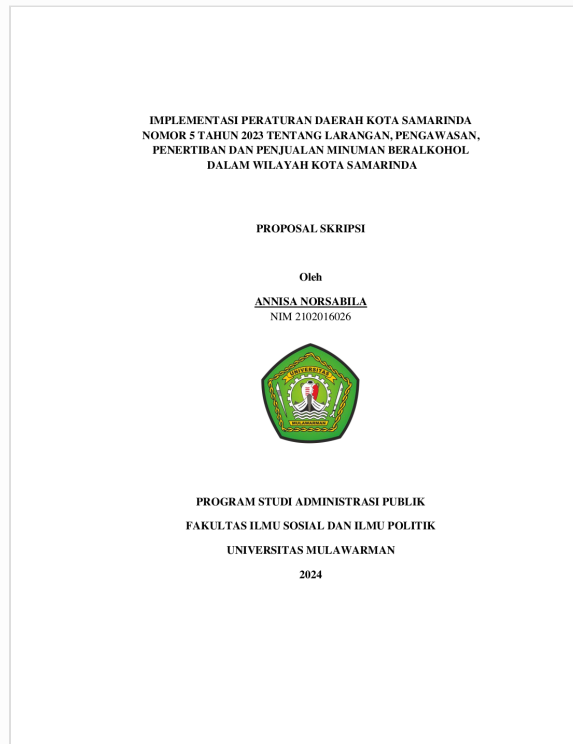 IMPLEMENTASI PERATURAN DAERAH KOTA SAMARINDA
NOMOR 5 TAHUN 2023 TENTANG LARANGAN, PENGAWASAN,
PENERTIBAN DAN PENJUALAN MINUMAN BERALKOHOL
DALAM WILAYAH KOTA SAMARINDA
PROPOSAL SKRIPSI
Oleh
ANNISA NORSABILA
NIM 2102016026
UNIVERSITAS
MULAWARMAN
PROGRAM STUDI ADMINISTRASI PUBLIK
FAKULTAS ILMU SOSIAL DAN ILMU POLITIK
UNIVERSITAS MULAWARMAN
2024